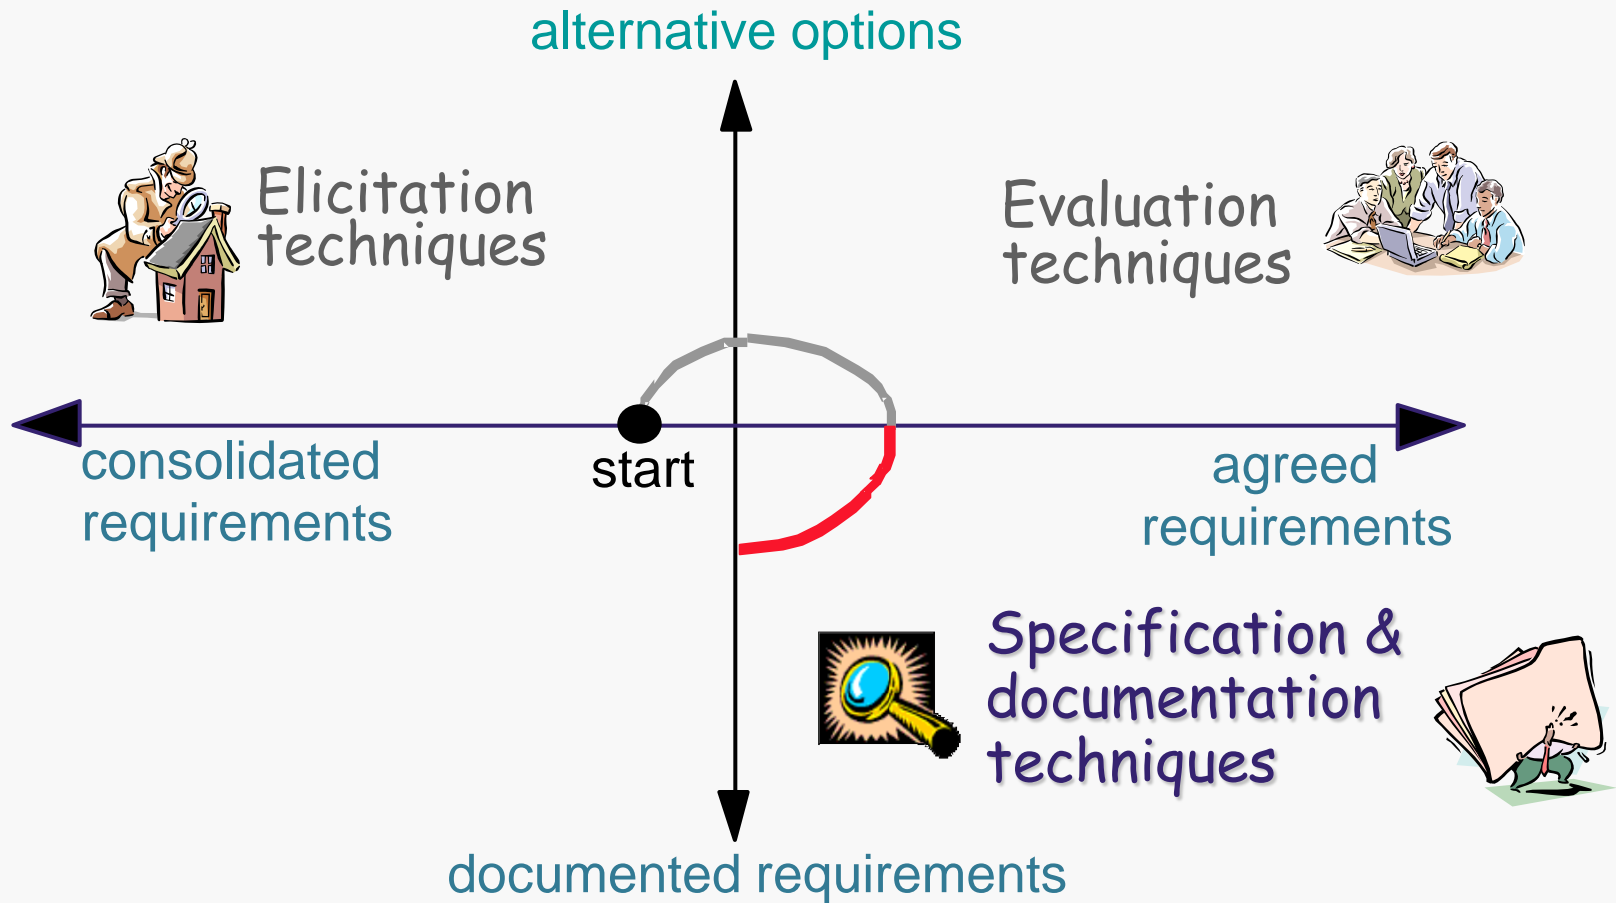 alternative options
Elicitation
techniques
Evaluation
techniques
consolidated
requirements
start
agreed
requirements
Specification &
documentation
techniques
documented requirements